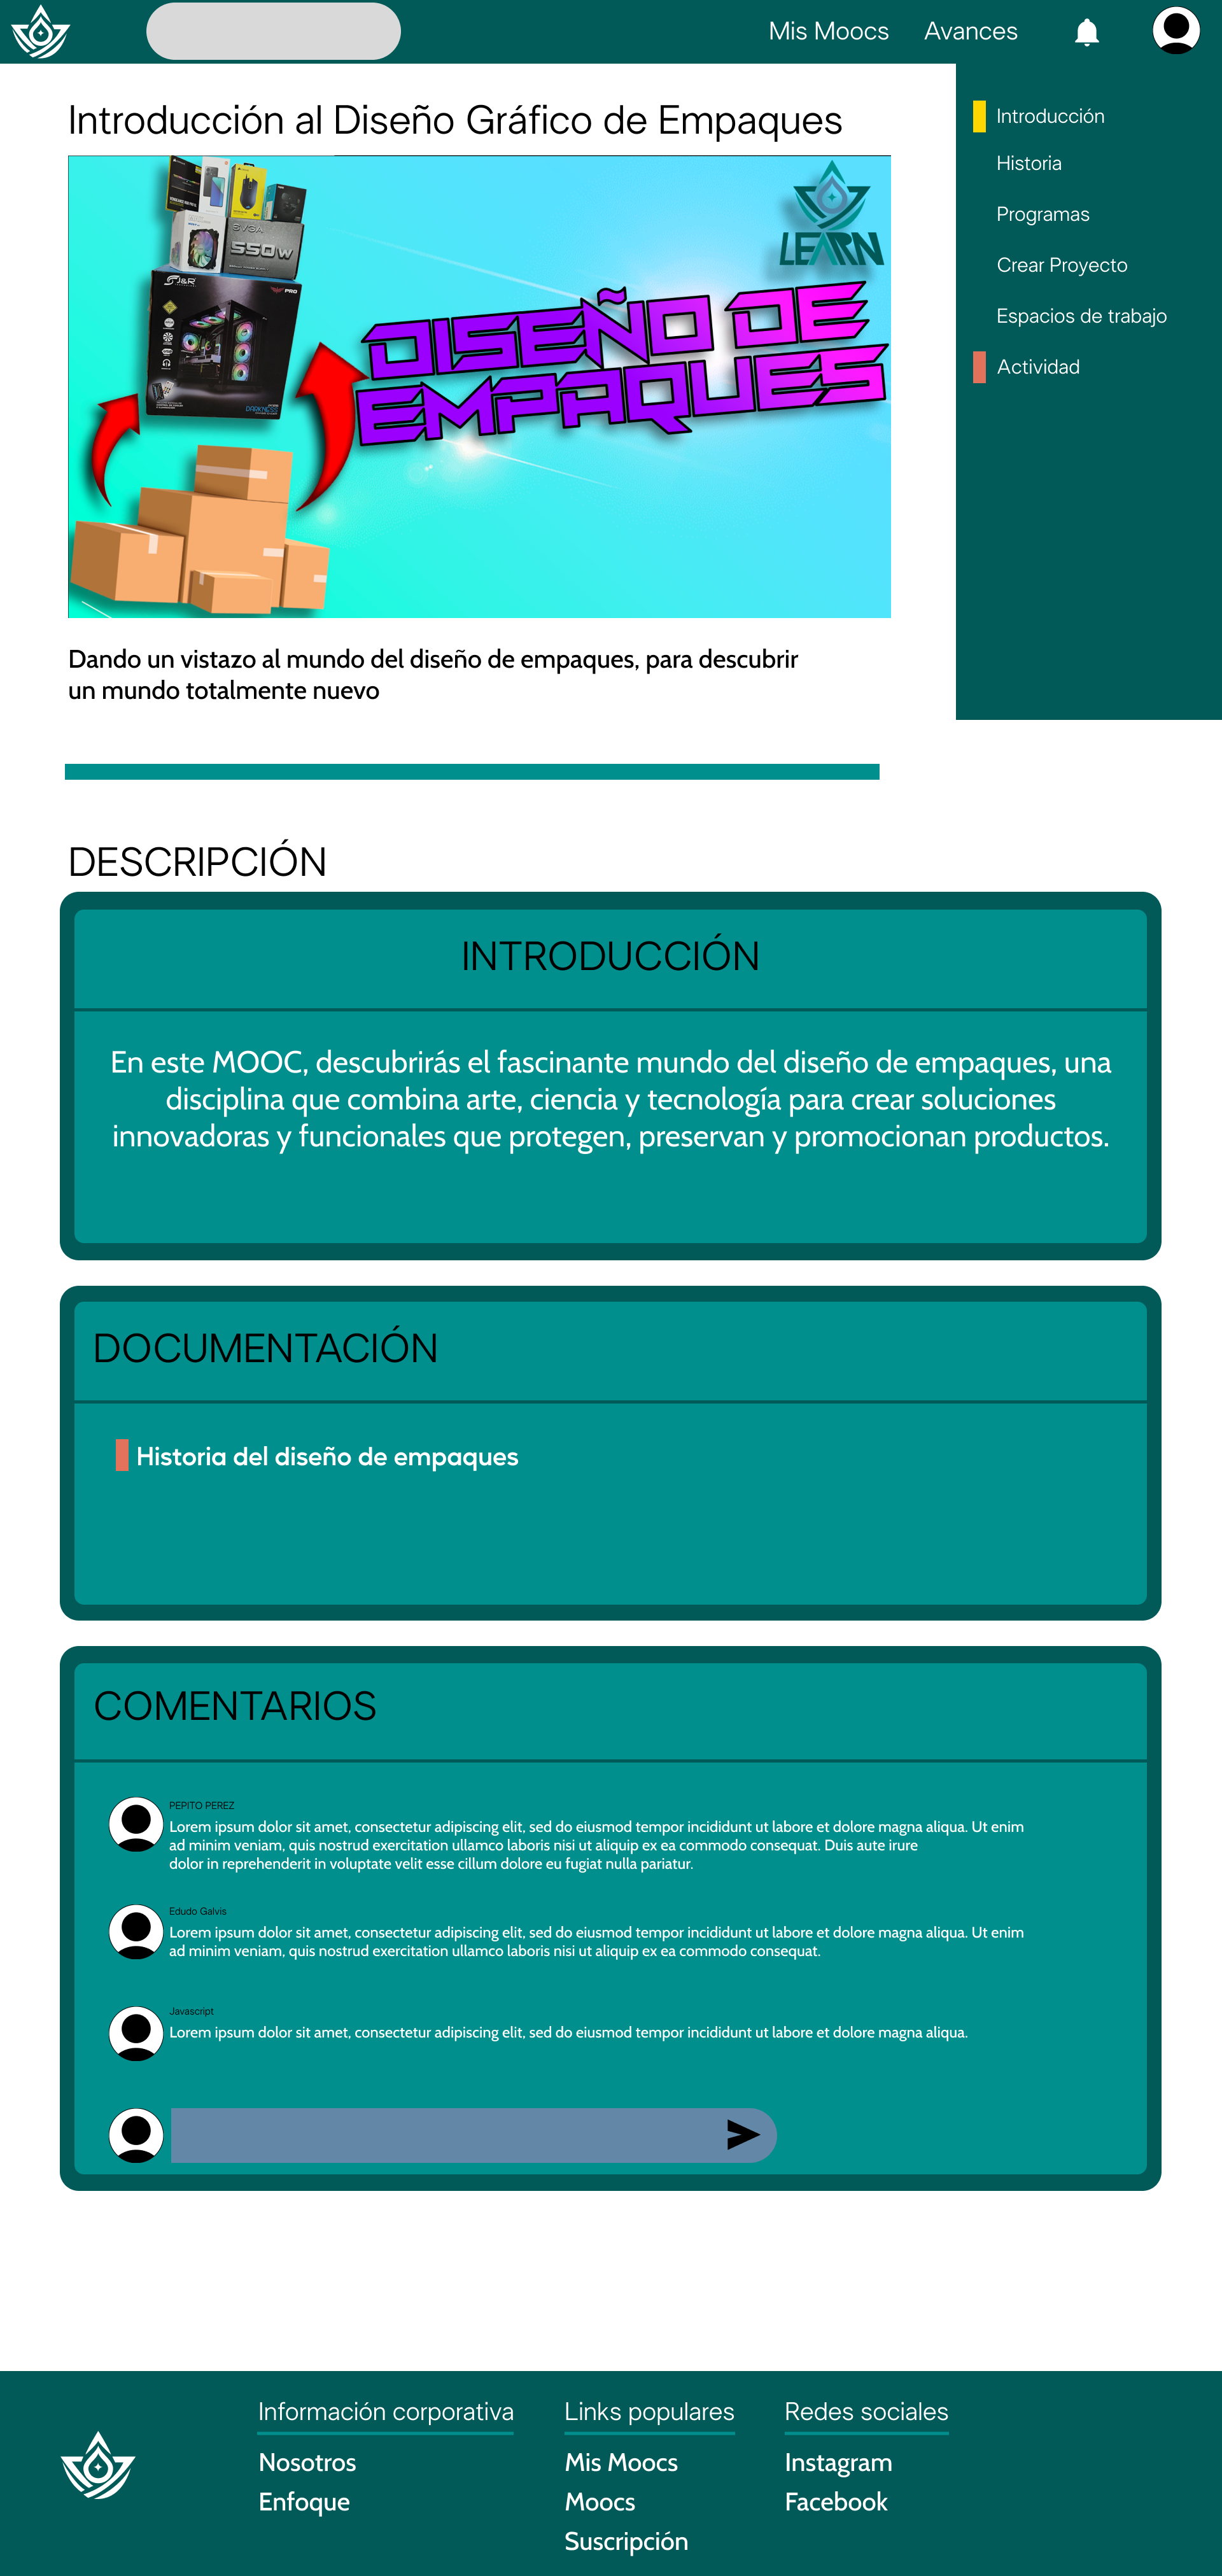 Mis Moocs
Avances
Introducción al Diseño Gráfico de Empaques
Introducción
Historia
Programas
Crear Proyecto
Espacios de trabajo
Actividad
LEARN
EVGA
550W
J&R
PRO
DARKNESS
DISEÑO DE
EMPAQUES
Dando un vistazo al mundo del diseño de empaques, para descubrir
un mundo totalmente nuevo
DESCRIPCIÓN
INTRODUCCIÓN
En este MOOC, descubrirás el fascinante mundo del diseño de empaques, una
disciplina que combina arte, ciencia y tecnología para crear soluciones
innovadoras y funcionales que protegen, preservan y promocionan productos.
DOCUMENTACIÓN
Historia del diseño de empaques
COMENTARIOS
PEPITO PEREZ
Lorem ipsum dolor sit amet, consectetur adipiscing elit, sed do eiusmod tempor incididunt ut labore et dolore magna aliqua. Ut enim
ad minim veniam, quis nostrud exercitation ullamco laboris nisi ut aliquip ex ea commodo consequat. Duis aute irure
dolor in reprehenderit in voluptate velit esse cillum dolore eu fugiat nulla pariatur.
Edudo Galvis
Lorem ipsum dolor sit amet, consectetur adipiscing elit, sed do eiusmod tempor incididunt ut labore et dolore magna aliqua. Ut enim
ad minim veniam, quis nostrud exercitation ullamco laboris nisi ut aliquip ex ea commodo consequat.
Javascript
Lorem ipsum dolor sit amet, consectetur adipiscing elit, sed do eiusmod tempor incididunt ut labore et dolore magna aliqua.
Información corporativa
Nosotros
Enfoque
Links populares
Mis Moocs
Moocs
Suscripción
Redes sociales
Instagram
Facebook